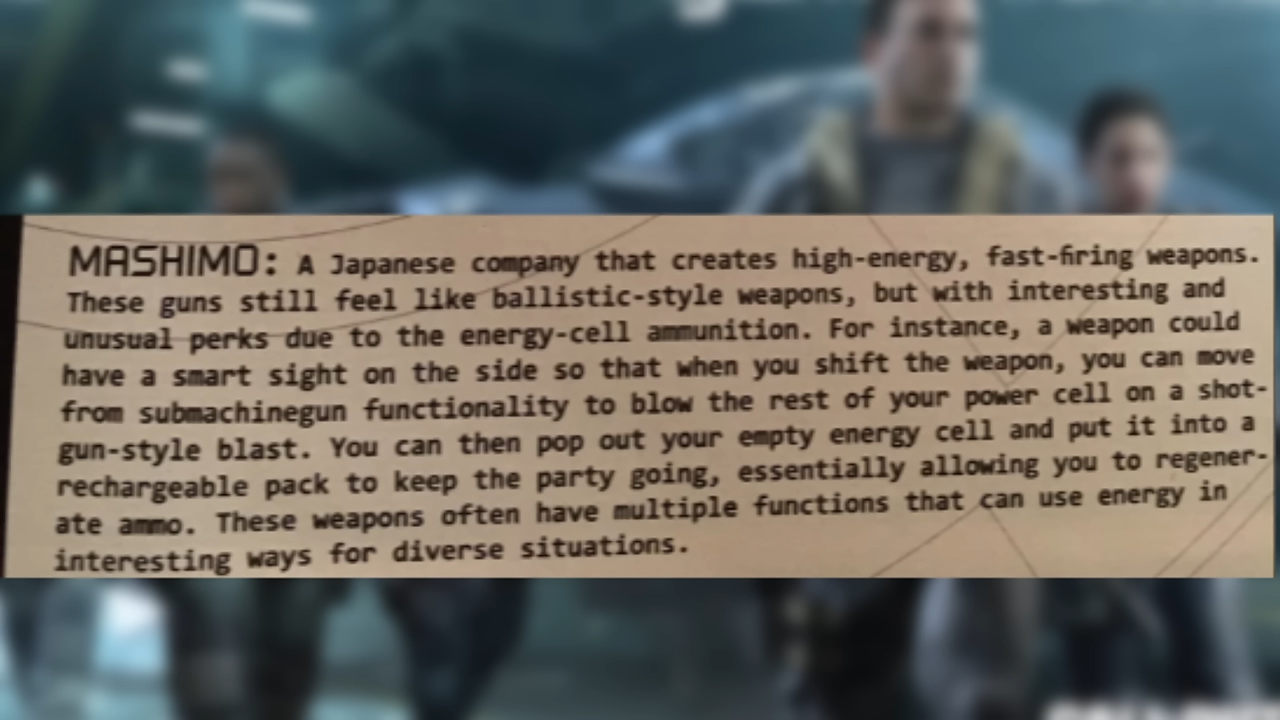 MASHIMO: A Japanese company that creates high-energy, fast-firing weapons.
These guns still feel like ballistic-style weapons, but with interesting and
unusual perks due to the energy-cell ammunition. For instance, a weapon could
have a smart sight on the side so that when you shift the weapon, you can move
from submachinegun functionality to blow the rest of your power cell on a shot-
gun-style blast. You can then pop out your empty energy cell and put it into a
rechargeable pack to keep the party going, essentially allowing you to regener-
ate ammo. These weapons often have multiple functions that can use energy in
interesting ways for diverse situations.